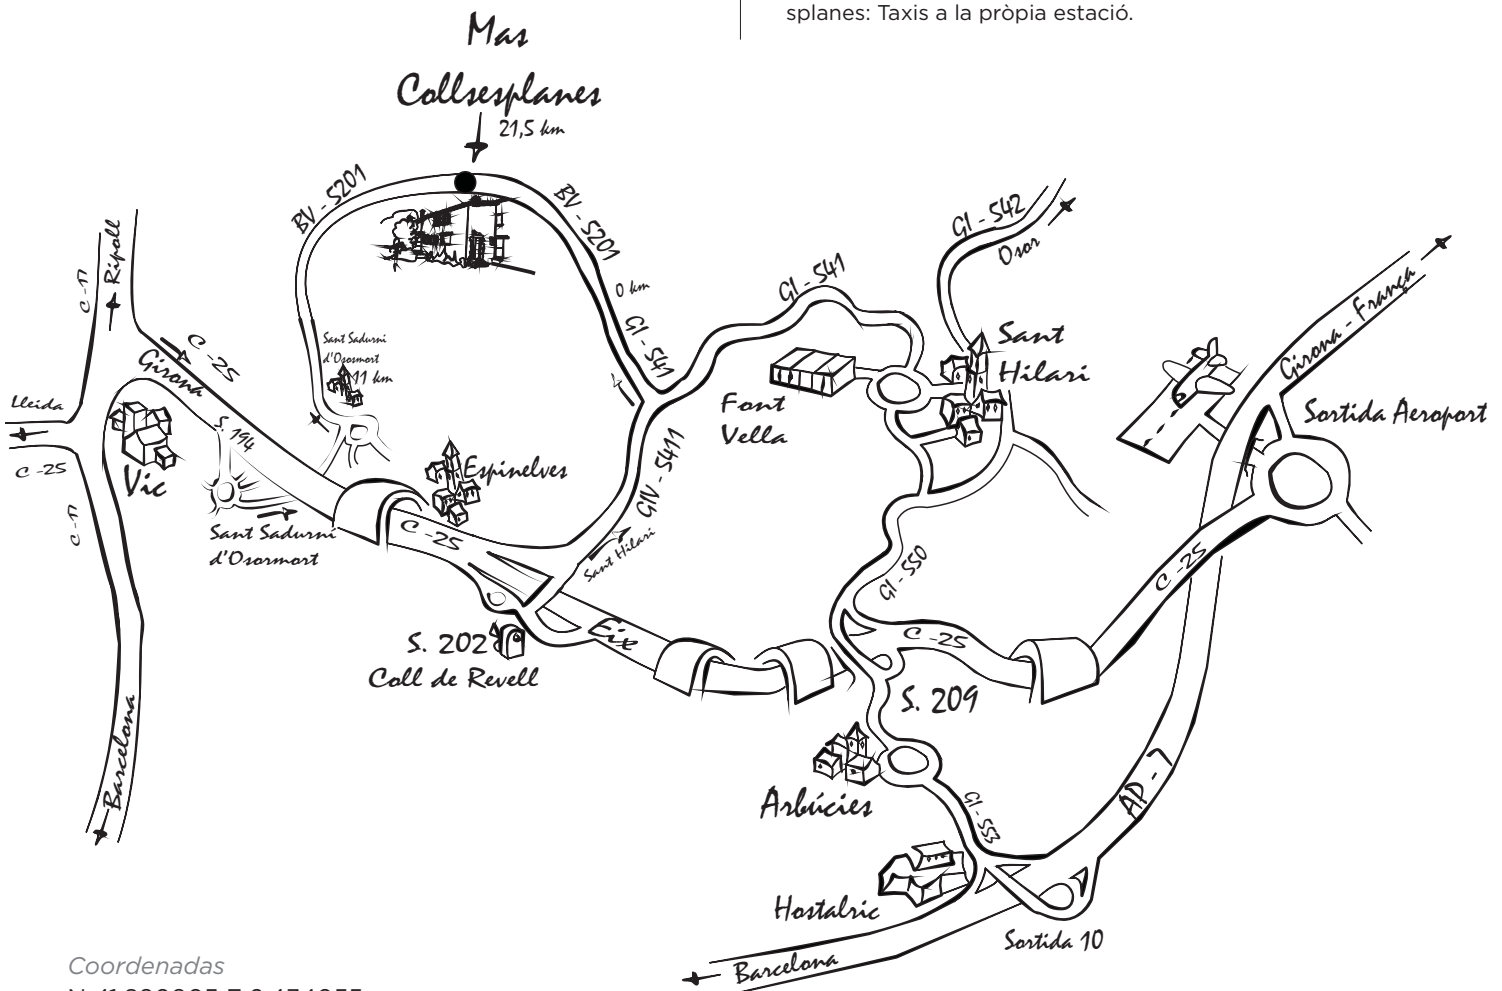 splanes: Taxis a la pròpia estació.
Mas
Collsesplanes
21,5 km
BV - 5201
BV - 5201
0 km
GI - 541
GI - 541
GI - 542
Osor
Girona - França
C - 17
Ripoll
C - 25
Girona
Sant Sadurní
d'Ososmort
11 km
Sant
Hilari
Font
Vella
Sortida Aeroport
Lleida
C - 25
S. 194
Vic
Espinelves
GIV - 5411
C - 17
Sant Sadurní
d'Osormort
C - 25
Sant Hilari
GI - 550
C - 25
S. 202
Coll de Revell
Eix
C - 25
S. 209
Barcelona
Arbúcies
GI - 553
AP - 7
Hostalric
Sortida 10
Barcelona
Coordenadas